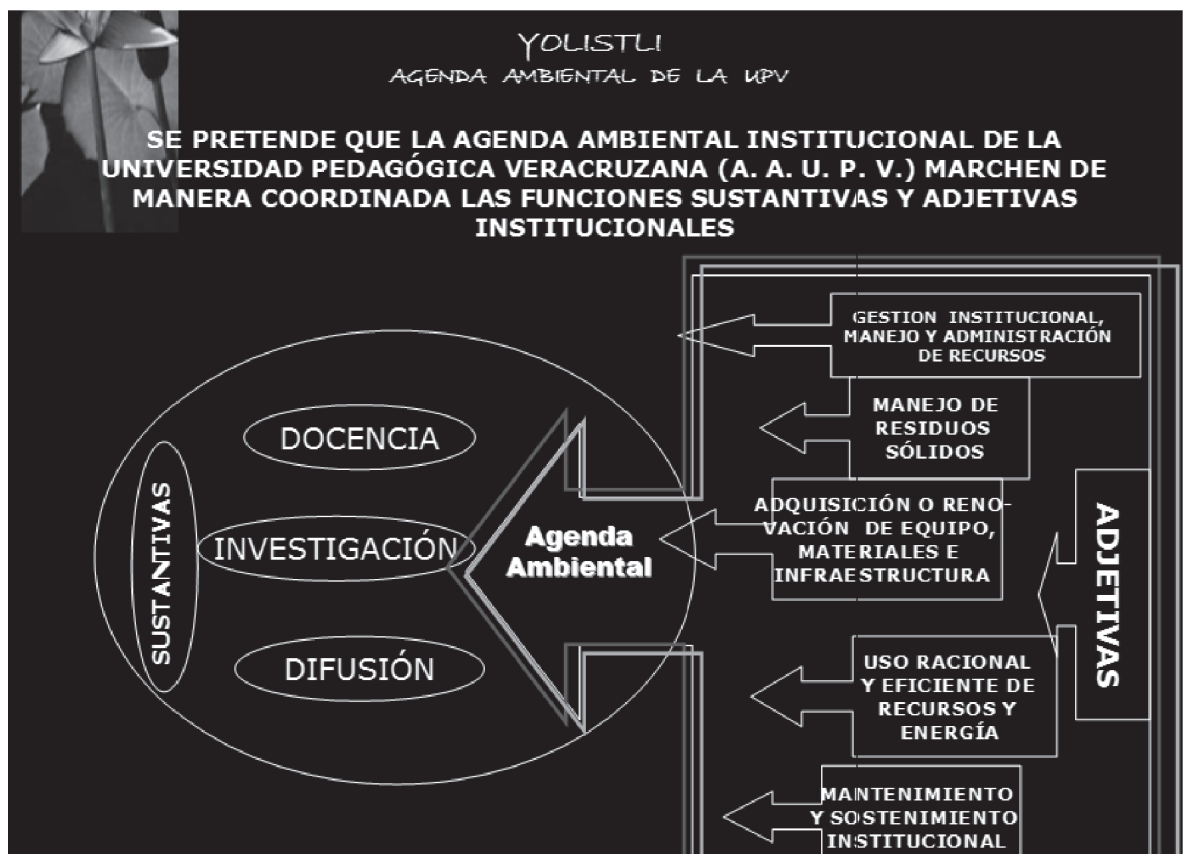 YOLISTLI
AGENDA AMBIENTAL DE LA UPV
SE PRETENDE QUE LA AGENDA AMBIENTAL INSTITUCIONAL DE LA
UNIVERSIDAD PEDAGÓGICA VERACRUZANA (A. A. U. P. V.) MARCHEN DE
MANERA COORDINADA LAS FUNCIONES SUSTANTIVAS Y ADJETIVAS
INSTITUCIONALES
SUSTANTIVAS
DOCENCIA
INVESTIGACIÓN
DIFUSIÓN
Agenda
Ambiental
GESTION INSTITUCIONAL,
MANEJO Y ADMINISTRACIÓN
DE RECURSOS
MANEJO DE
RESIDUOS
SÓLIDOS
ADQUISICIÓN O RENO-
VACIÓN DE EQUIPO,
MATERIALES E
INFRAESTRUCTURA
USO RACIONAL
Y EFICIENTE DE
RECURSOS Y
ENERGÍA
MANTENIMIENTO
Y SOSTENIMIENTO
INSTITUCIONAL
ADJETIVAS